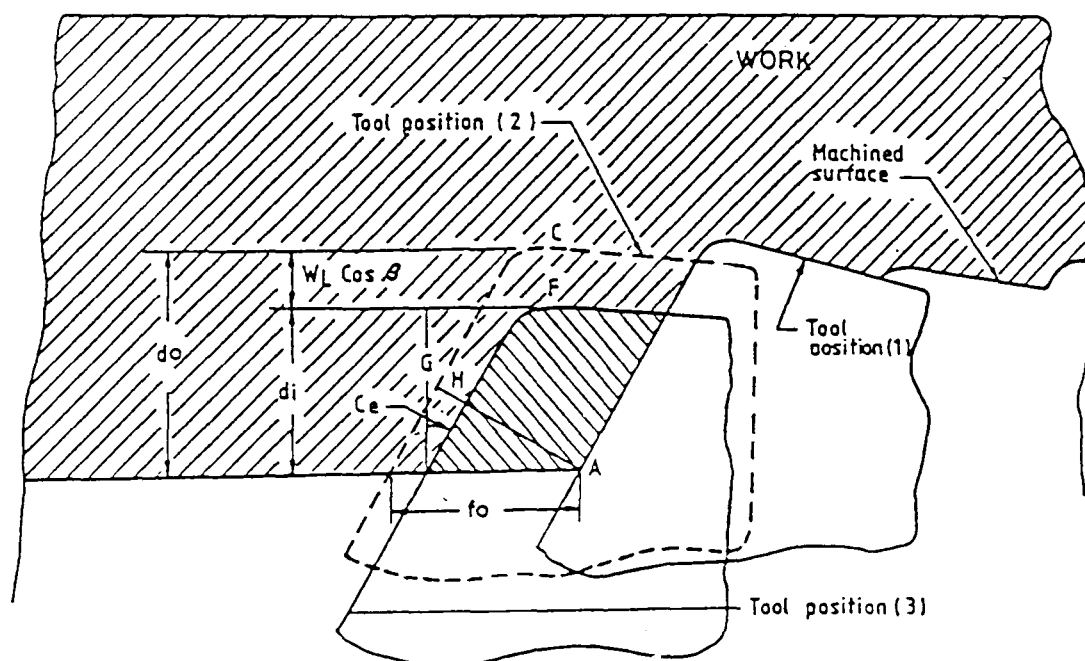 WORK
Tool position (2)
Machined
surface
C
WL Cos β
F
do
G
Tool
position(1)
H
di
Ce
A
fo
Tool position(3)